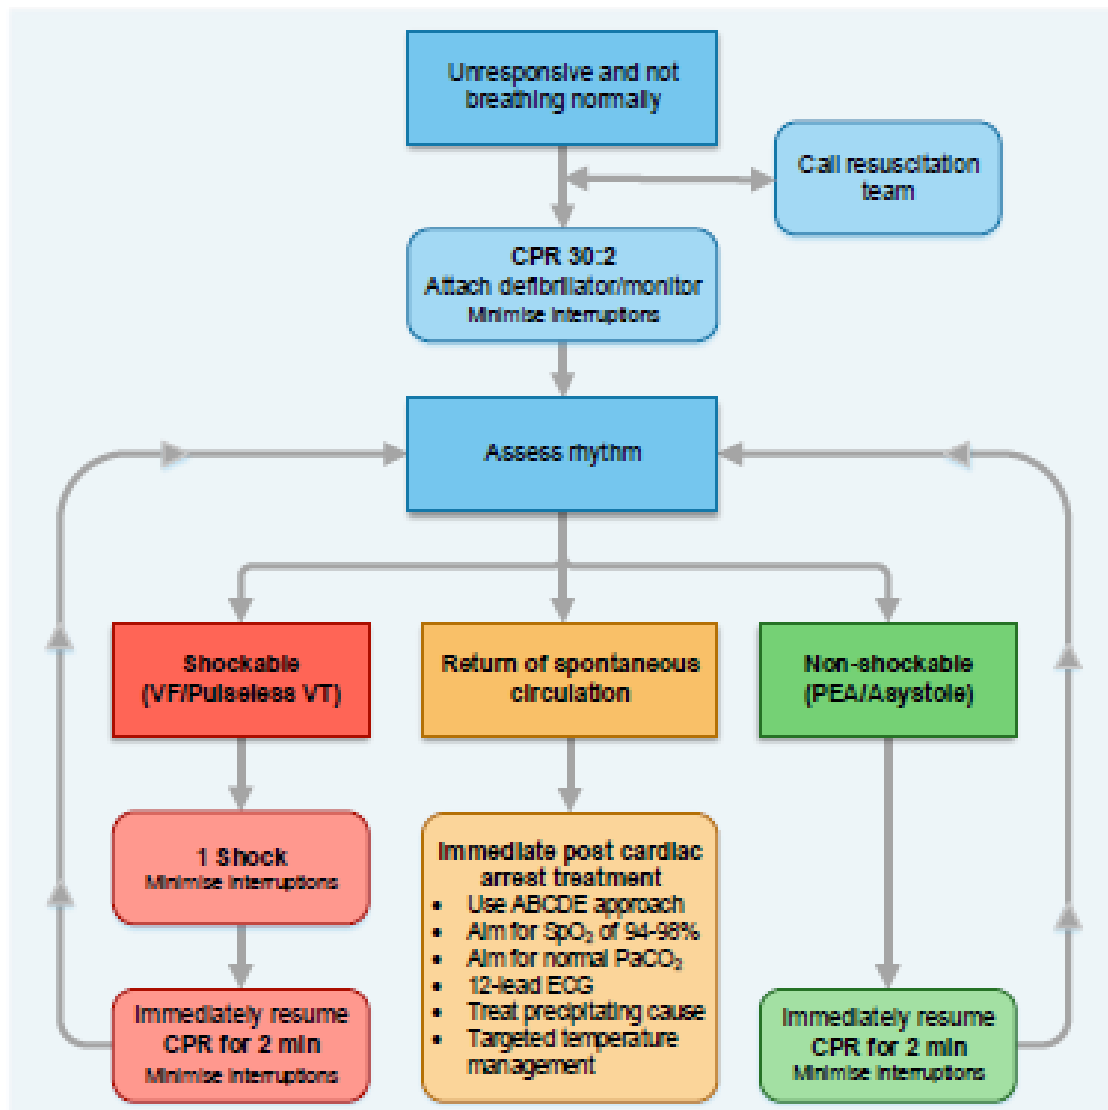 Unresponsive and not
breathing normally
Call resuscitation
team
CPR 30:2
Attach defibrillator/monitor
Minimise Interruptions
Assess rhythm
Shockable
(VF/Pulseless VT)
Return of spontaneous
circulation
Non-shockable
(PEA/Asystole)
1 Shock
Minimise Interruptions
Immediately resume
CPR for 2 min
Minimise Interruptions
Immediate post cardiac
arrest treatment
• Use ABCDE approach
• Aim for SpO₂ of 94-98%
• Aim for normal PaCO₂
• 12-lead ECG
• Treat precipitating cause
• Targeted temperature
management
Immediately resume
CPR for 2 min
Minimise Interruptions